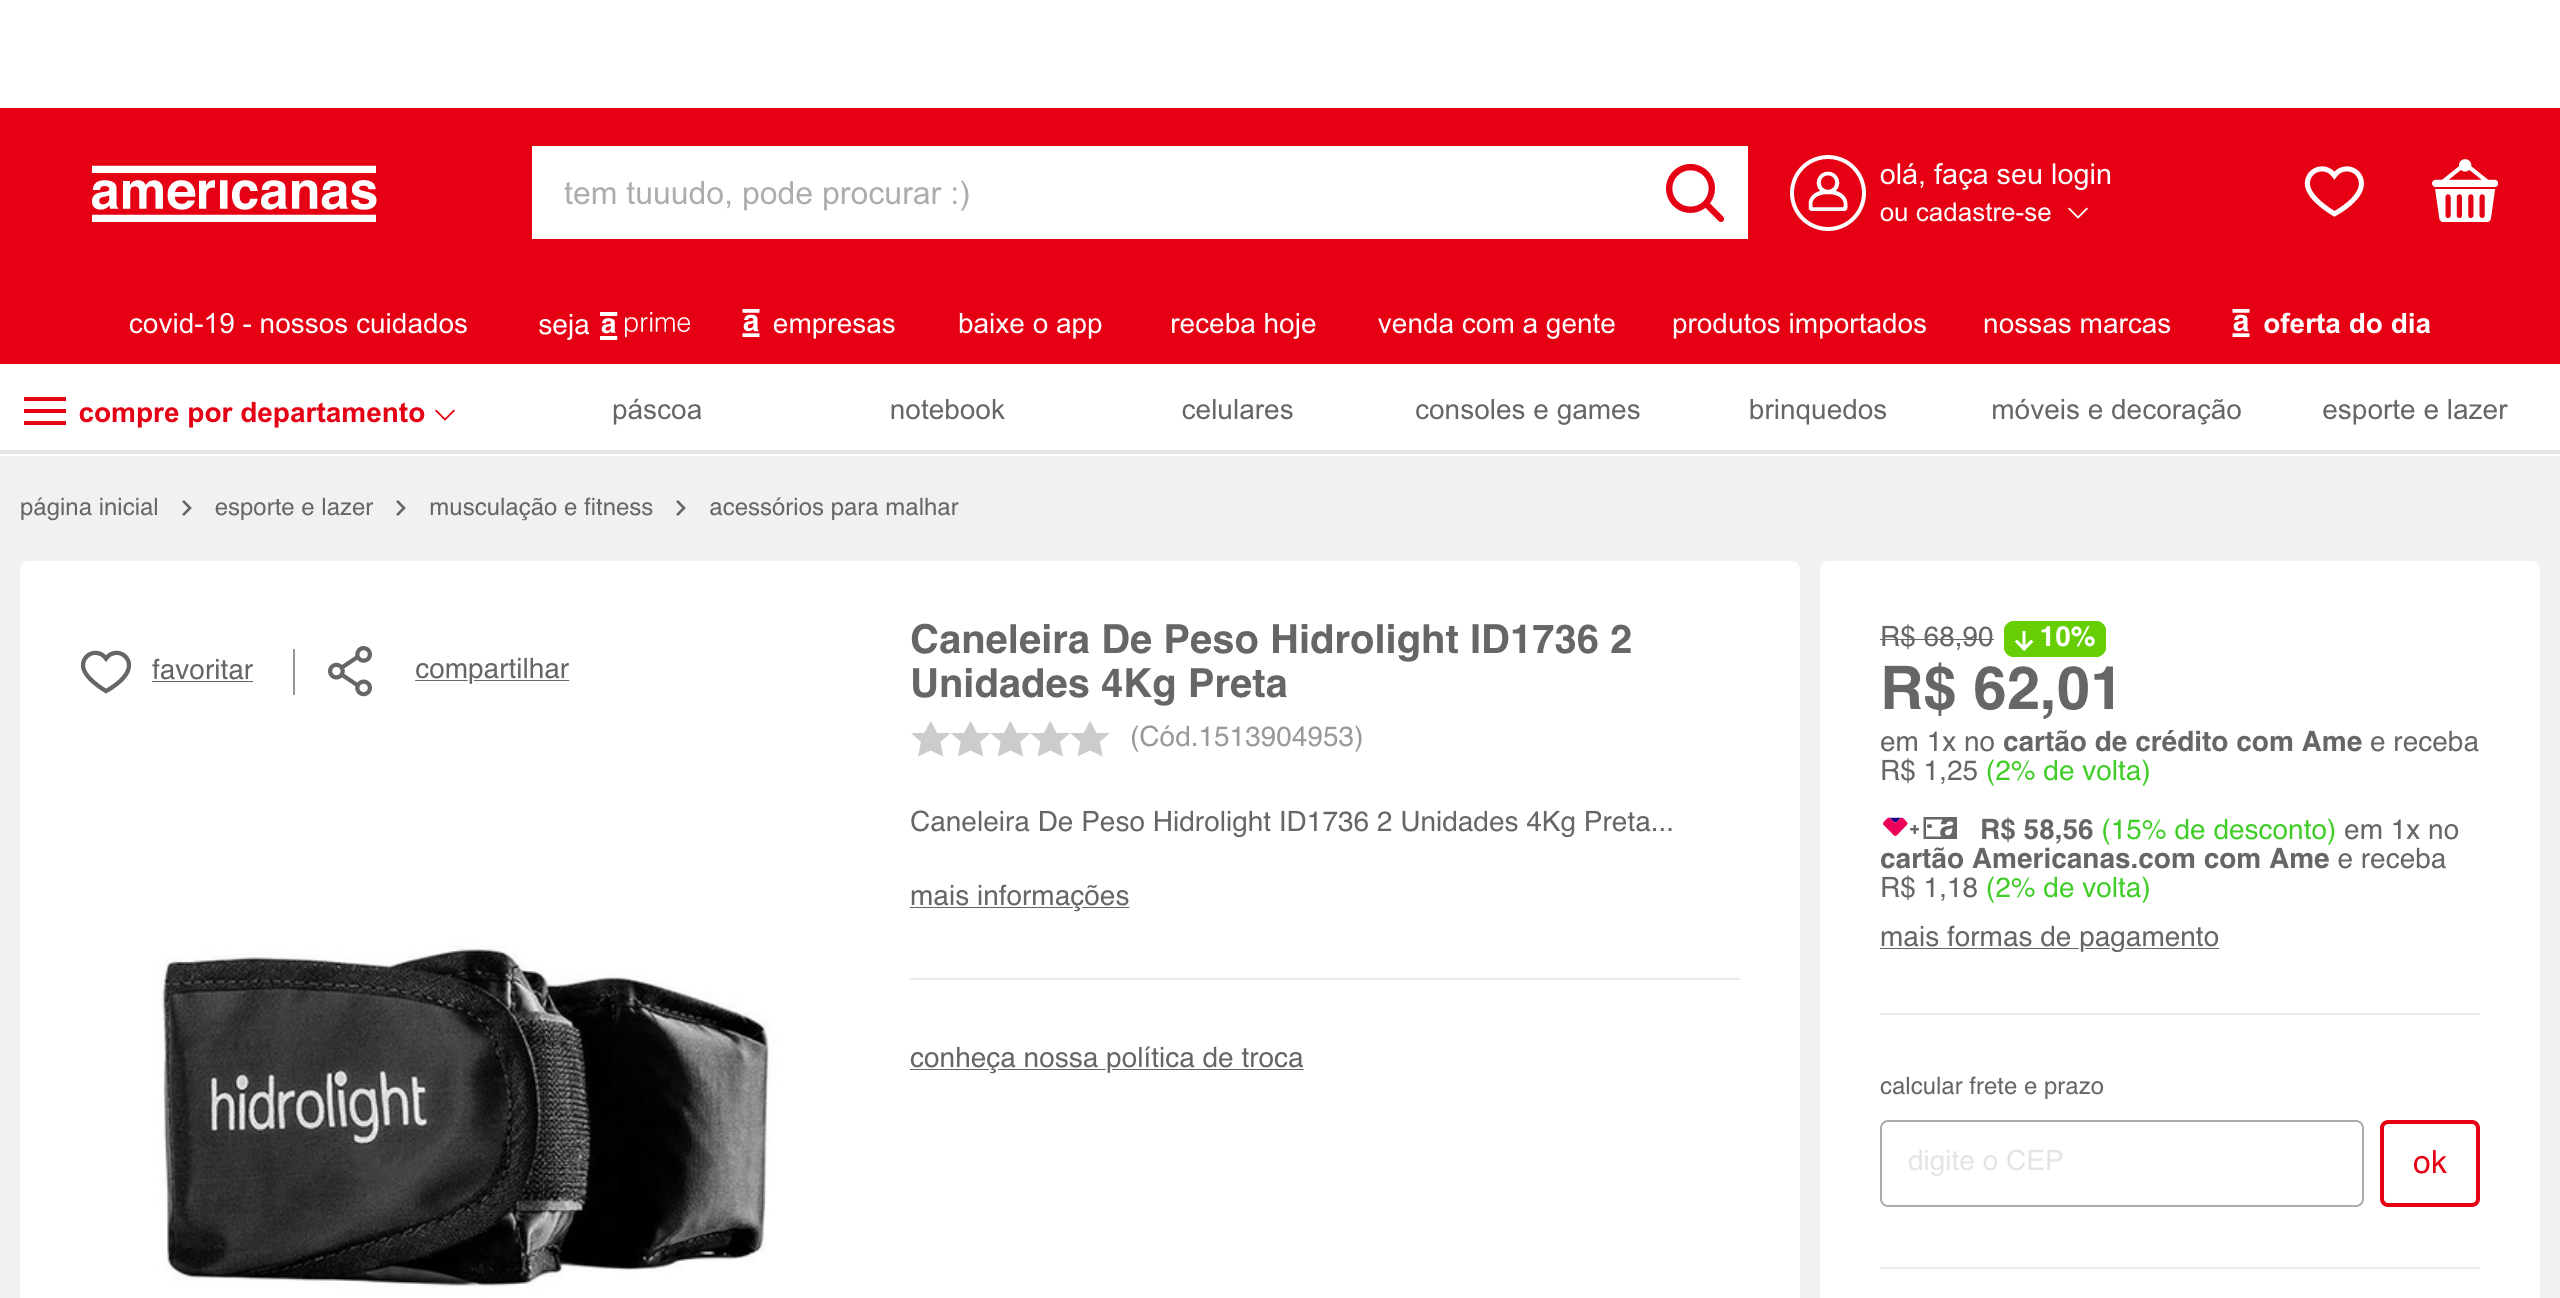 americanas
tem tuuudo, pode procurar :)
olá, faça seu login
ou cadastre-se
covid-19 - nossos cuidados
seja a prime
a empresas
baixe o app
receba hoje
venda com a gente
produtos importados
nossas marcas
a oferta do dia
compre por departamento
páscoa
notebook
celulares
consoles e games
brinquedos
móveis e decoração
esporte e lazer
página inicial > esporte e lazer > musculação e fitness > acessórios para malhar
favoritar
compartilhar
hidrolight
Caneleira De Peso Hidrolight ID1736 2
Unidades 4Kg Preta
(Cód.1513904953)
Caneleira De Peso Hidrolight ID1736 2 Unidades 4Kg Preta...
mais informações
conheça nossa política de troca
R$ 68,90 10%
R$ 62,01
em 1x no cartão de crédito com Ame e receba
R$ 1,25 (2% de volta)
+a R$ 58,56 (15% de desconto) em 1x no
cartão Americanas.com com Ame e receba
R$ 1,18 (2% de volta)
mais formas de pagamento
calcular frete e prazo
digite o CEP
ok